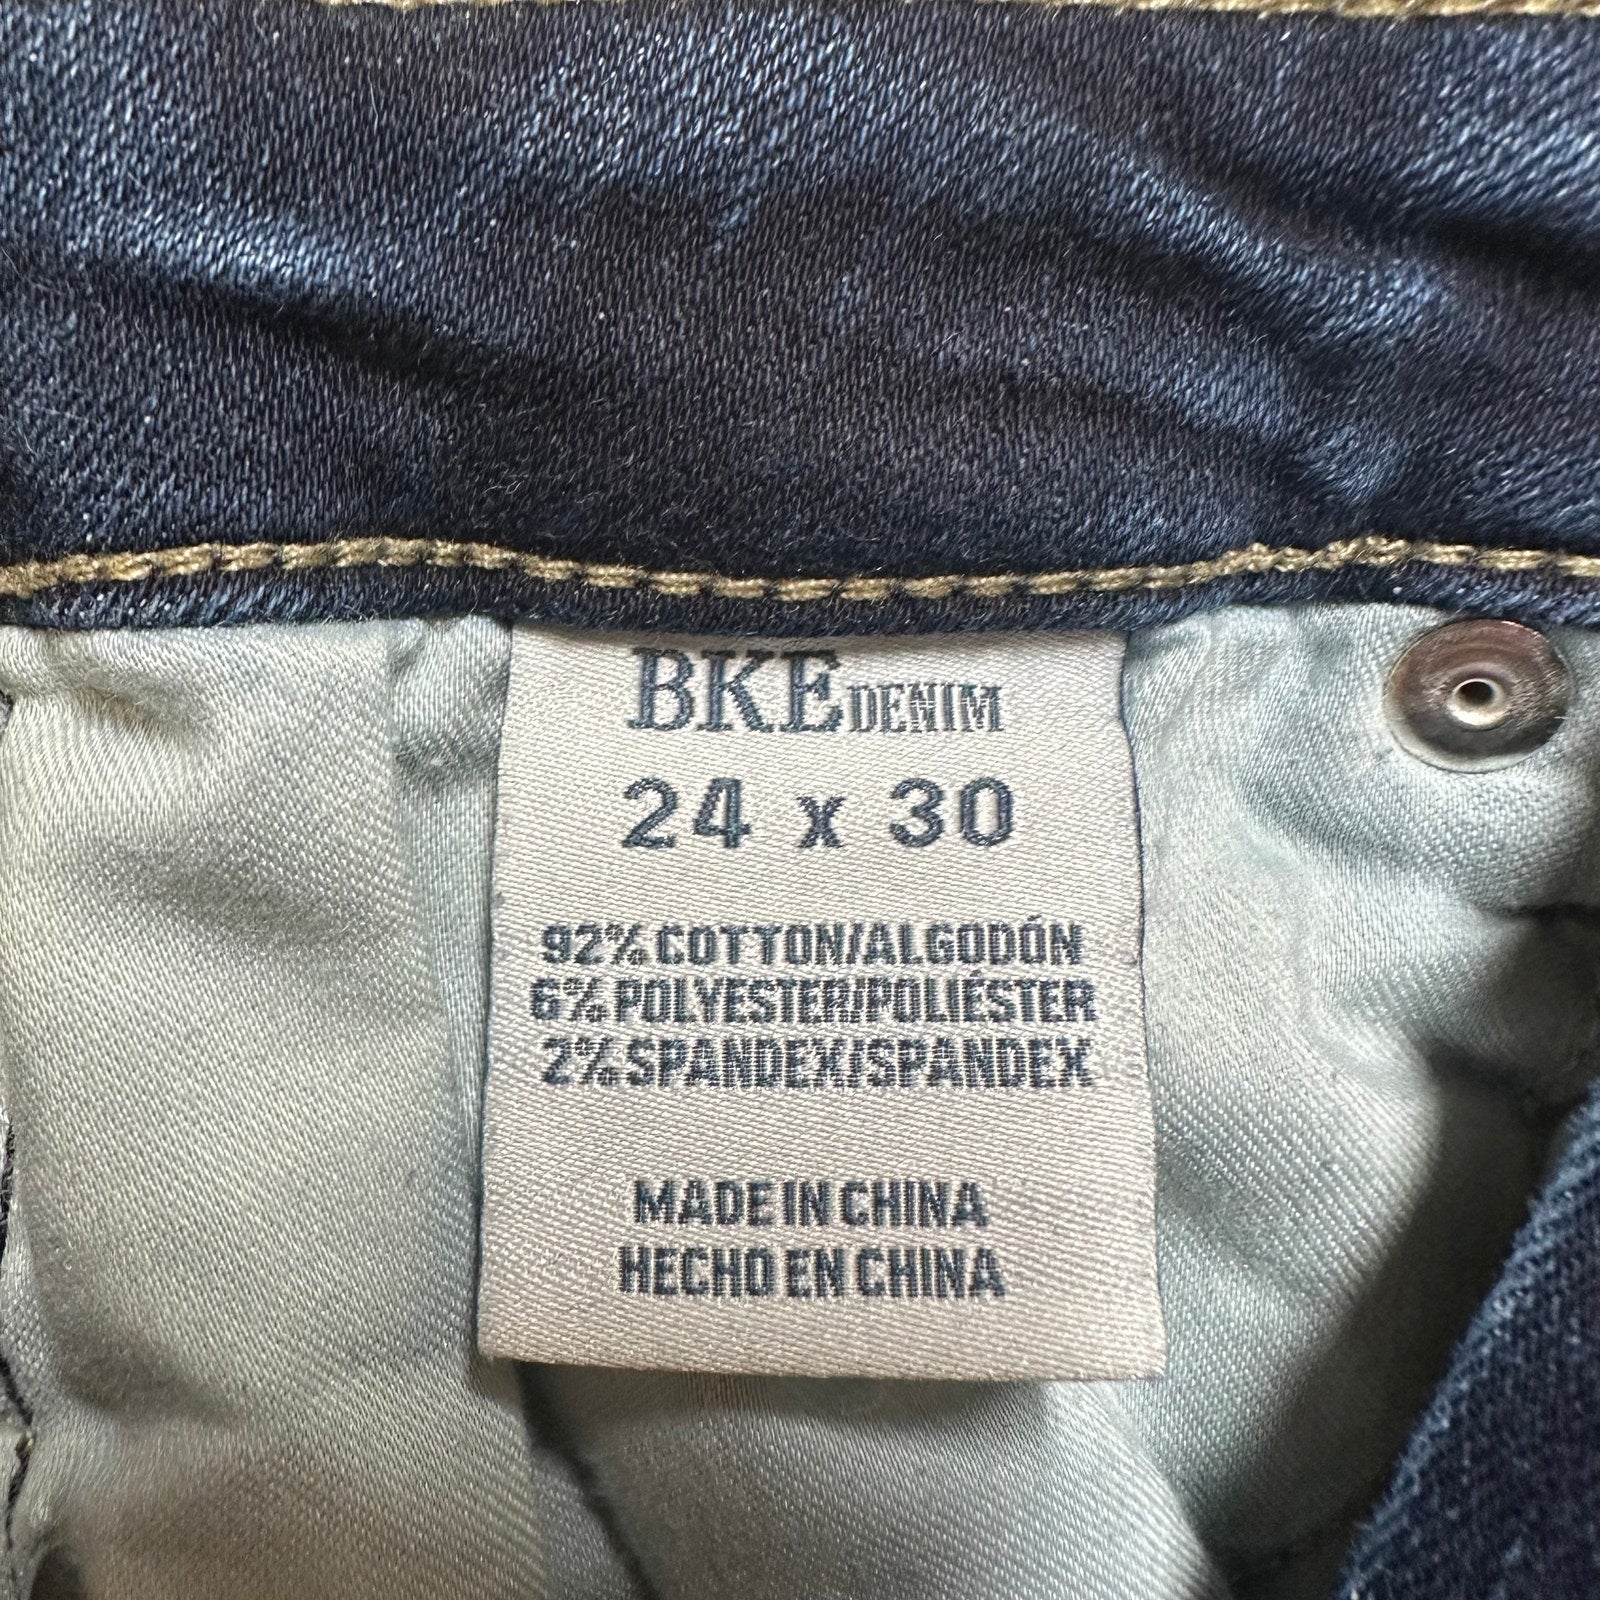 BKE DENIM
24 x 30
92% COTTON/ALGODÓN
6% POLYESTER/POLIÉSTER
2% SPANDEX/SPANDEX
MADE IN CHINA
HECHO EN CHINA